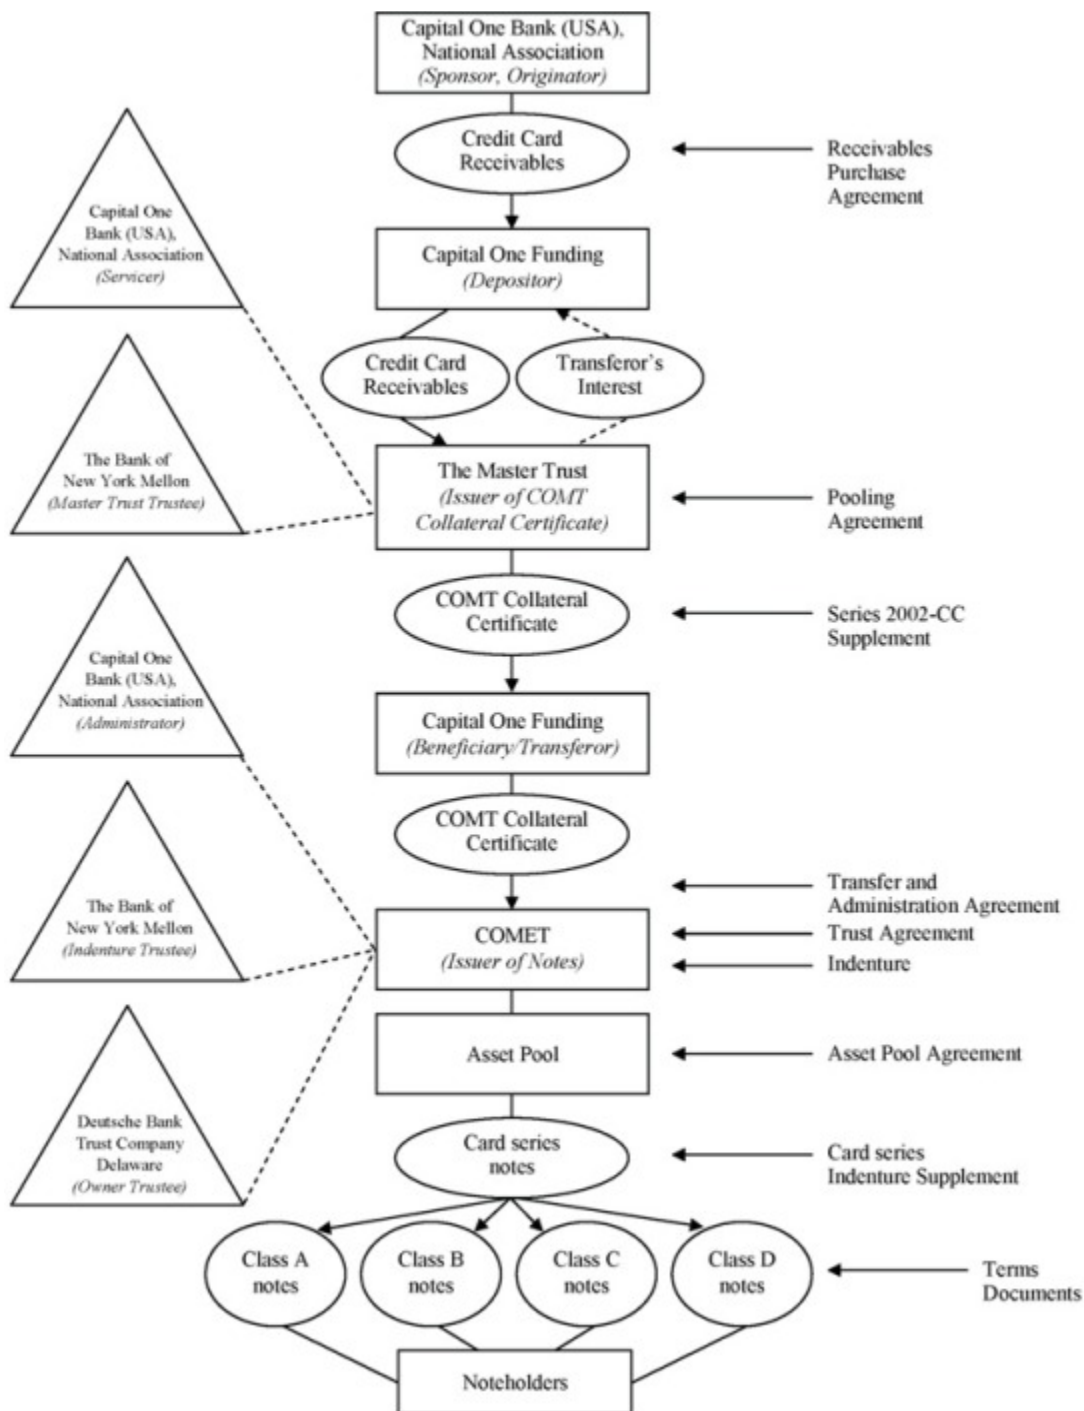 Capital One Bank (USA),
National Association
(Sponsor, Originator)
Credit Card
Receivables
Receivables
Purchase
Agreement
Capital One
Bank (USA),
National Association
(Servicer)
Capital One Funding
(Depositor)
Credit Card
Receivables
Transferor's
Interest
The Bank of
New York Mellon
(Master Trust Trustee)
The Master Trust
(Issuer of COMT
Collateral Certificate)
Pooling
Agreement
COMT Collateral
Certificate
Series 2002-CC
Supplement
Capital One
Bank (USA),
National Association
(Administrator)
Capital One Funding
(Beneficiary/Transferor)
COMT Collateral
Certificate
The Bank of
New York Mellon
(Indenture Trustee)
COMET
(Issuer of Notes)
Transfer and
Administration Agreement
Trust Agreement
Indenture
Asset Pool
Asset Pool Agreement
Deutsche Bank
Trust Company
Delaware
(Owner Trustee)
Card series
notes
Card series
Indenture Supplement
Class A
notes
Class B
notes
Class C
notes
Class D
notes
Terms
Documents
Noteholders